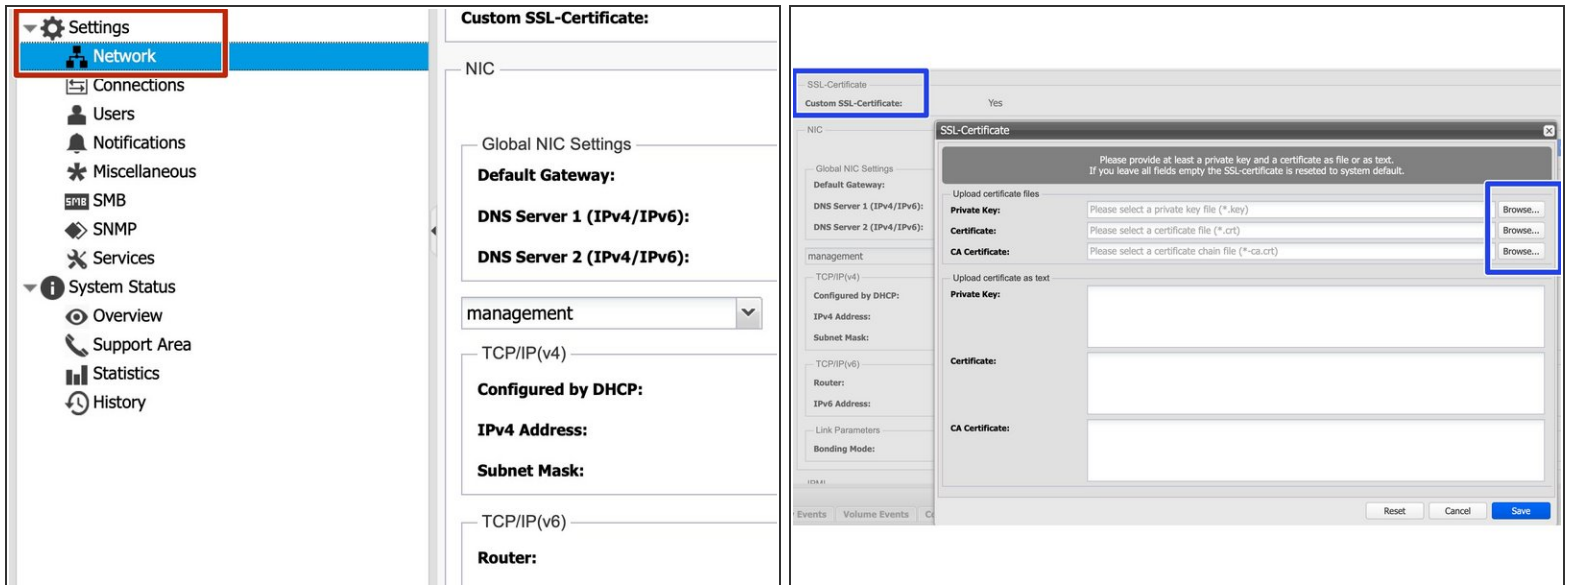 Settings
Network
Connections
Users
Notifications
Miscellaneous
SMB SMB
SNMP
Services
System Status
Overview
Support Area
Statistics
History
Custom SSL-Certificate:
NIC
Global NIC Settings
Default Gateway:
DNS Server 1 (IPv4/IPv6):
DNS Server 2 (IPv4/IPv6):
management
TCP/IP(v4)
Configured by DHCP:
IPv4 Address:
Subnet Mask:
TCP/IP(v6)
Router:
SSL-Certificate
Custom SSL-Certificate: Yes
NIC
Global NIC Settings
Default Gateway:
DNS Server 1 (IPv4/IPv6):
DNS Server 2 (IPv4/IPv6):
management
TCP/IP(v4)
Configured by DHCP:
IPv4 Address:
Subnet Mask:
TCP/IP(v6)
Router:
IPv6 Address:
Link Parameters
Bonding Mode:
Events Volume Events
SSL-Certificate
Please provide at least a private key and a certificate as file or as text.
If you leave all fields empty the SSL-certificate is reseted to system default.
Upload certificate files
Private Key: Please select a private key file (*.key) Browse...
Certificate: Please select a certificate file (*.crt) Browse...
CA Certificate: Please select a certificate chain file (*-ca.crt) Browse...
Upload certificate as text
Private Key:
Certificate:
CA Certificate:
Reset Cancel Save